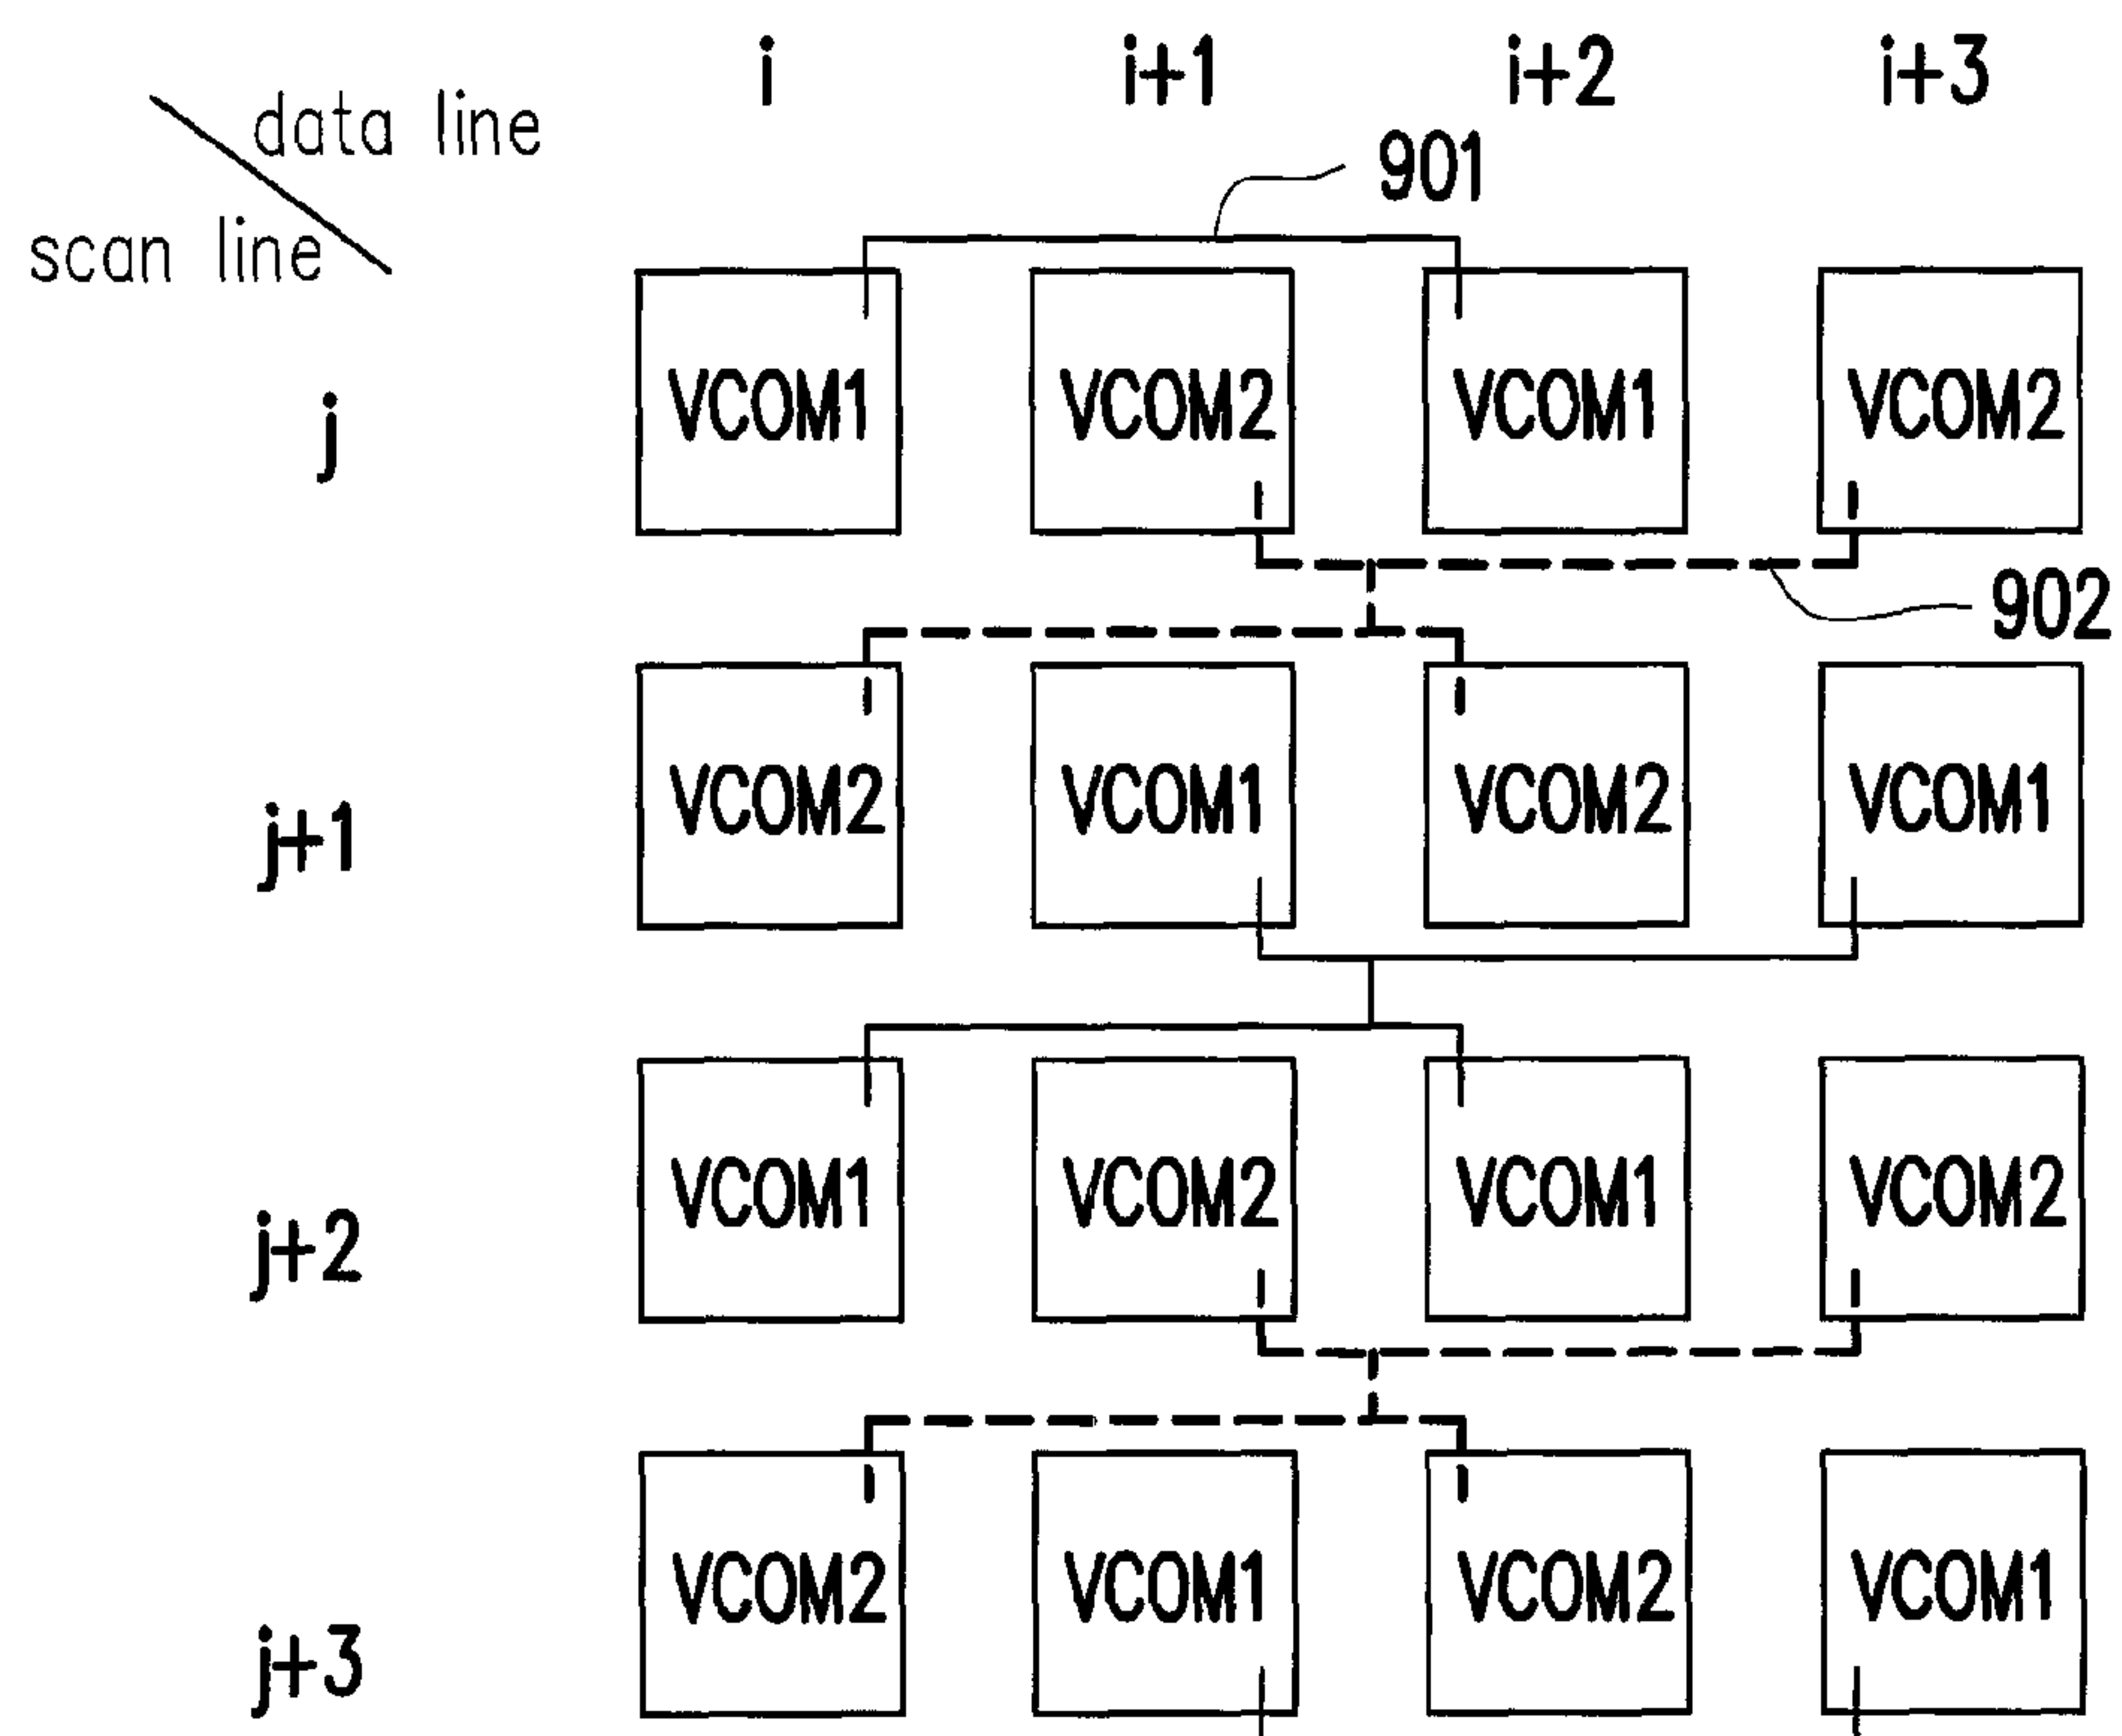 i i+1 i+2 i+3
data line
scan line
901
j VCOM1 VCOM2 VCOM1 VCOM2
902
j+1 VCOM2 VCOM1 VCOM2 VCOM1
j+2 VCOM1 VCOM2 VCOM1 VCOM2
j+3 VCOM2 VCOM1 VCOM2 VCOM1